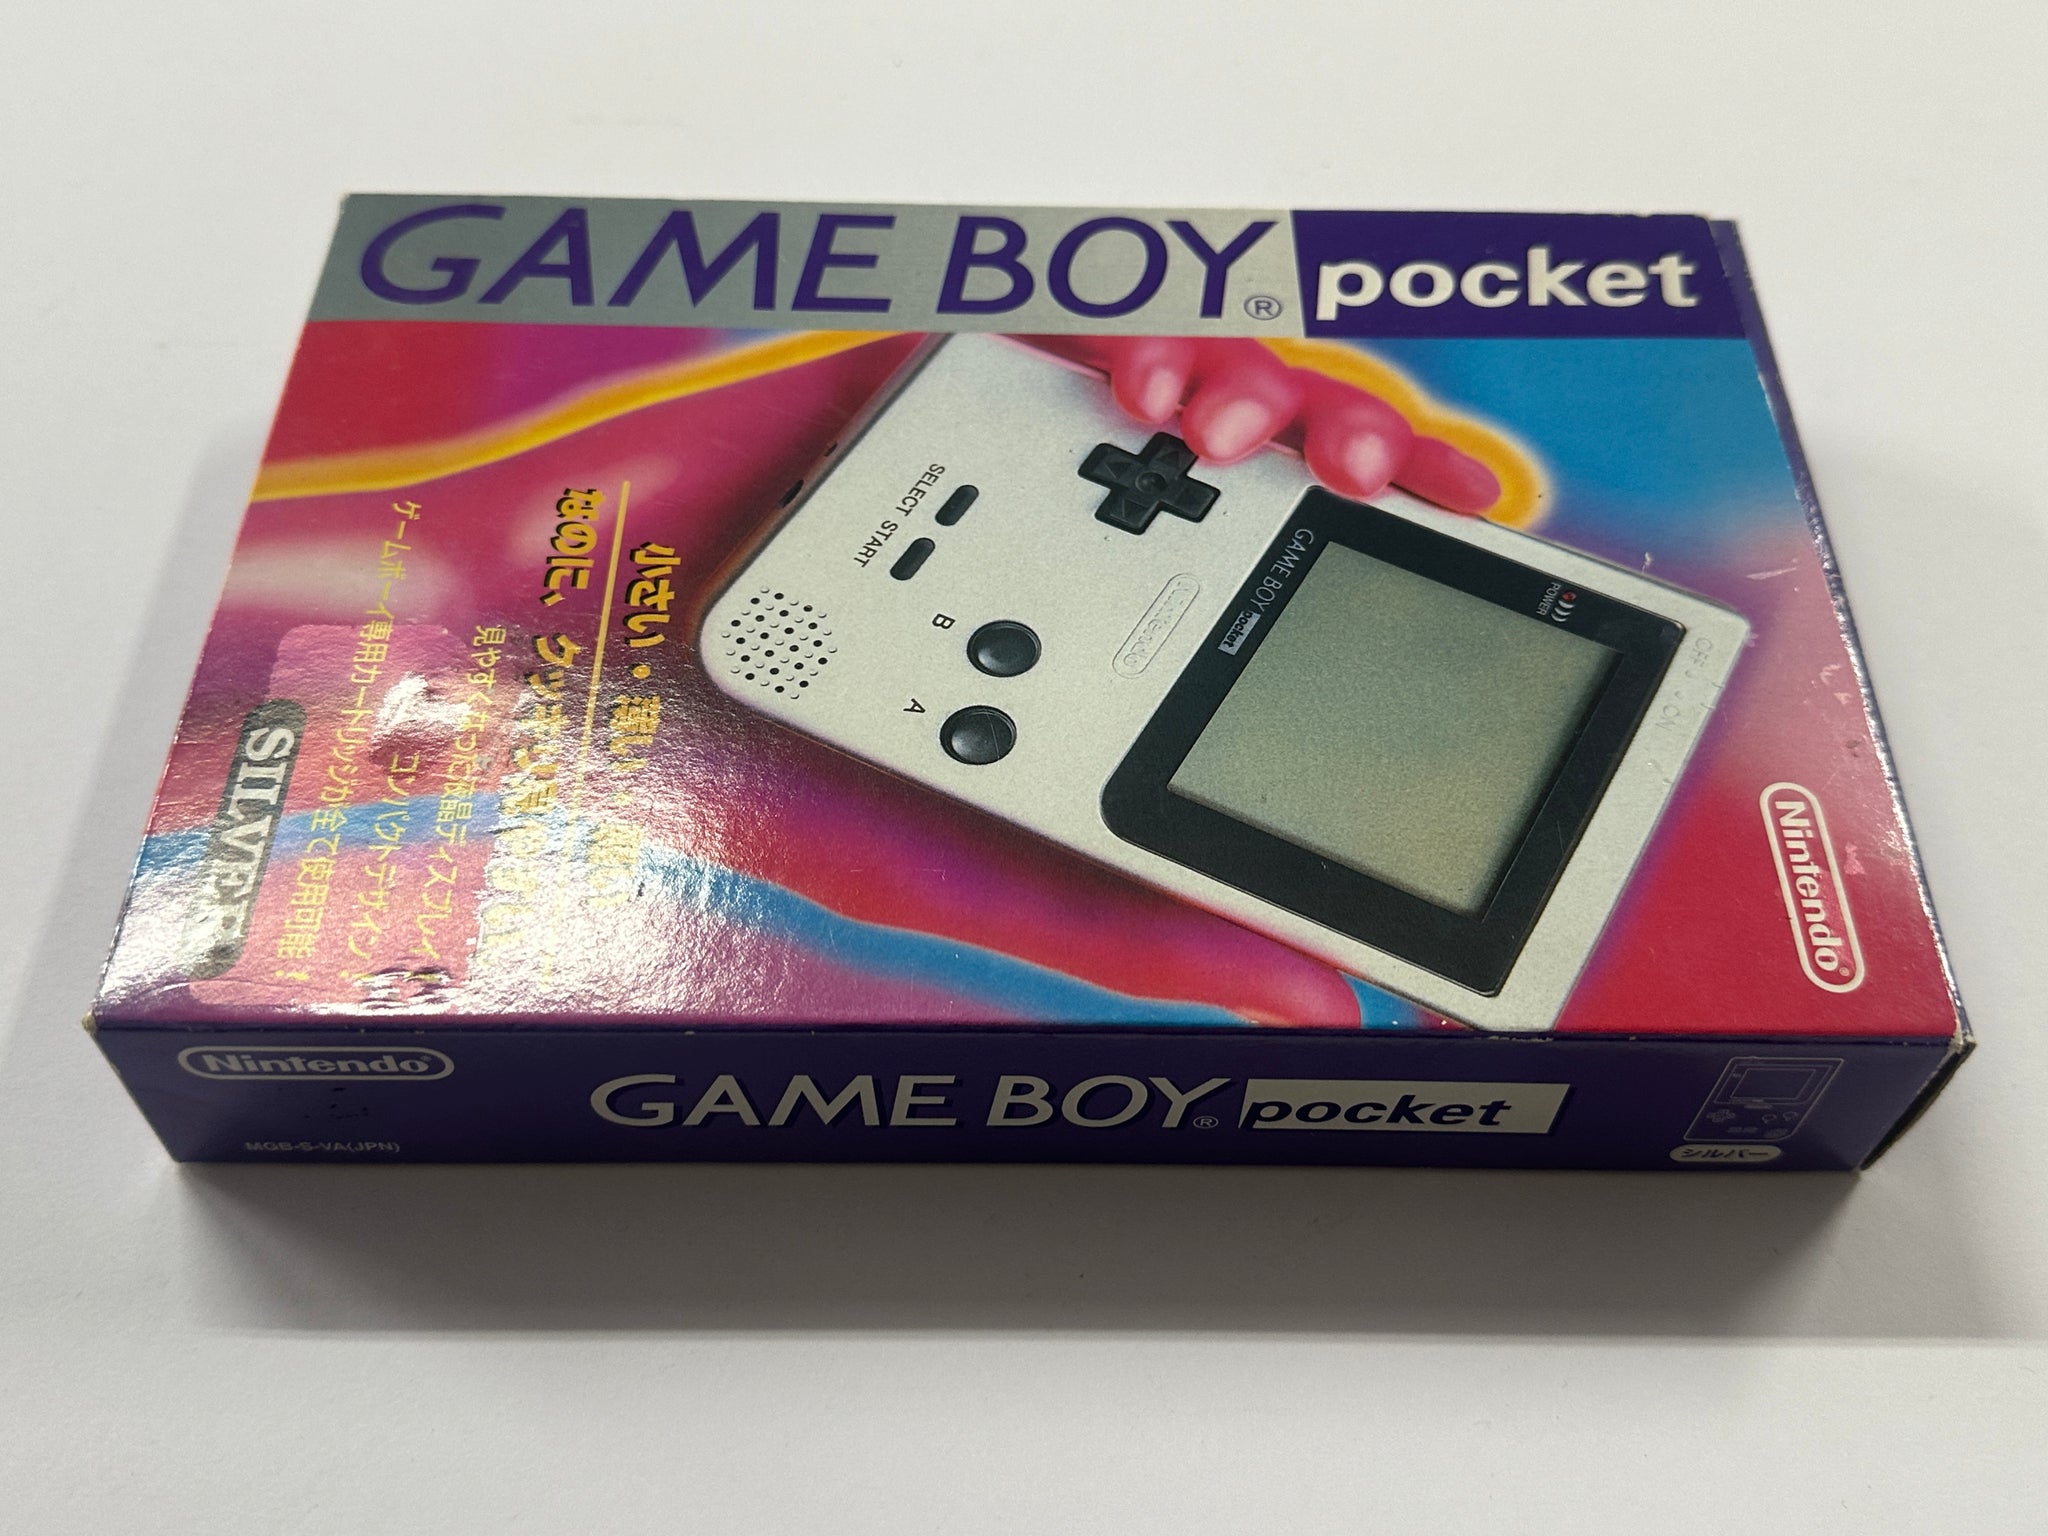 GAME BOY® pocket
小さい・薄い・軽い
なのに、クッキリ見やすい
見やすくなった液晶ディスプレイ
コンパクトデザイン!
ゲームボーイ専用カートリッジが全て使用可能!
SILVER
SELECT START
B
A
Nintendo
GAME BOY pocket
POWER
OFF ON
Nintendo®
Nintendo®
MGB-S-VA(JPN)
GAME BOY® pocket
シルバー